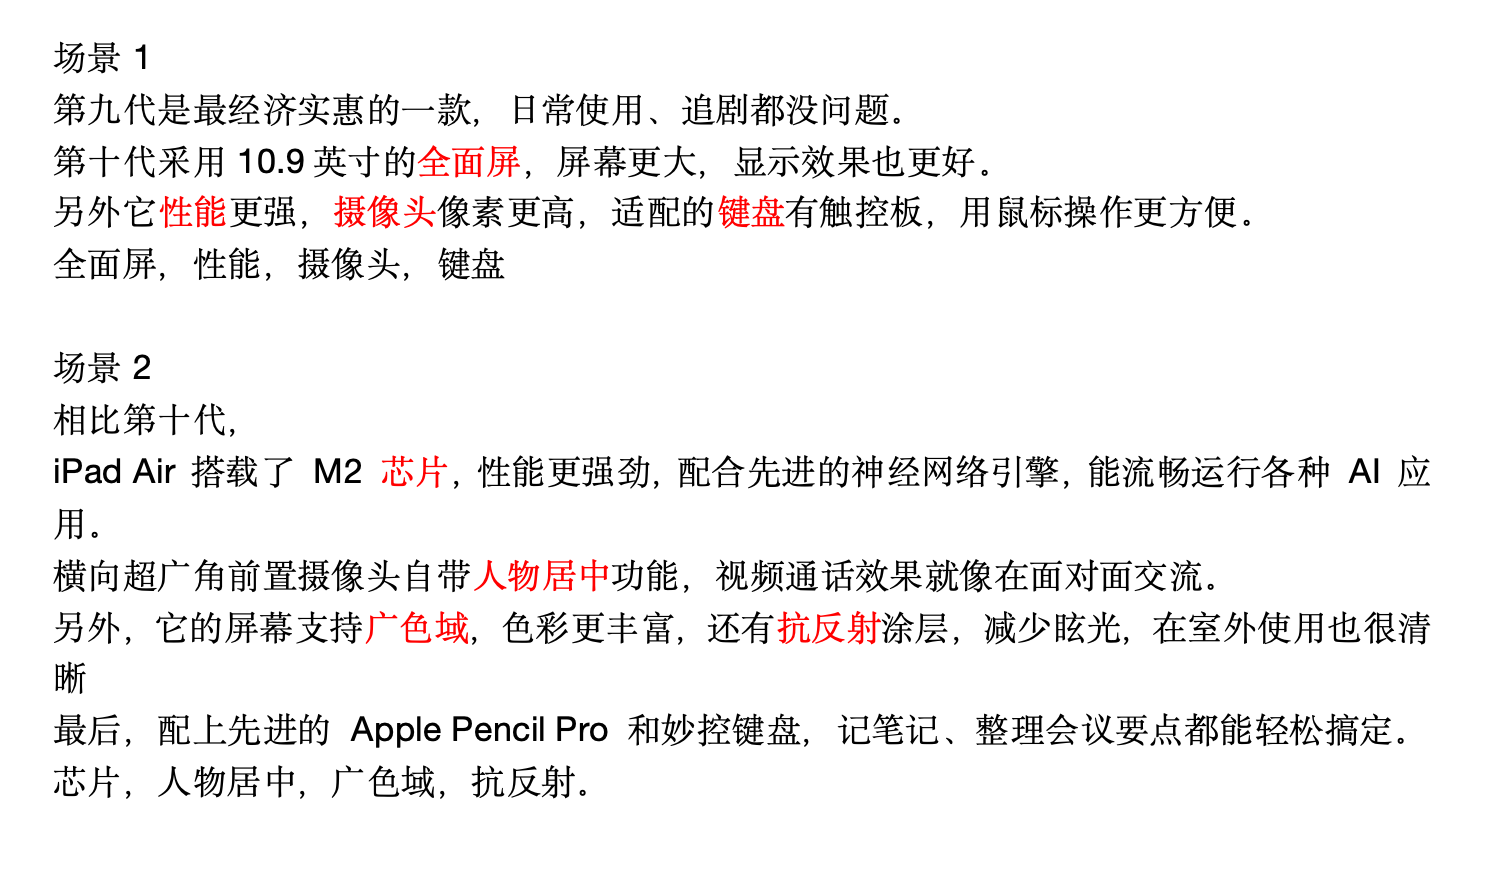 场景 1
第九代是最经济实惠的一款，日常使用、追剧都没问题。
第十代采用 10.9 英寸的全面屏，屏幕更大，显示效果也更好。
另外它性能更强，摄像头像素更高，适配的键盘有触控板，用鼠标操作更方便。
全面屏，性能，摄像头，键盘
场景 2
相比第十代，
iPad Air 搭载了 M2 芯片，性能更强劲，配合先进的神经网络引擎，能流畅运行各种 AI 应
用。
横向超广角前置摄像头自带人物居中功能，视频通话效果就像在面对面交流。
另外，它的屏幕支持广色域，色彩更丰富，还有抗反射涂层，减少眩光，在室外使用也很清
晰
最后，配上先进的 Apple Pencil Pro 和妙控键盘，记笔记、整理会议要点都能轻松搞定。
芯片，人物居中，广色域，抗反射。